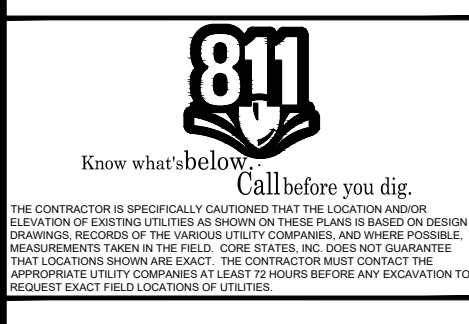 811
Know what's below.
Call before you dig.
THE CONTRACTOR IS SPECIFICALLY CAUTIONED THAT THE LOCATION AND/OR
ELEVATION OF EXISTING UTILITIES AS SHOWN ON THESE PLANS IS BASED ON DESIGN
DRAWINGS, RECORDS OF THE VARIOUS UTILITY COMPANIES, AND WHERE POSSIBLE,
MEASUREMENTS TAKEN IN THE FIELD. CORE STATES, INC. DOES NOT GUARANTEE
THAT LOCATIONS SHOWN ARE EXACT. THE CONTRACTOR MUST CONTACT THE
APPROPRIATE UTILITY COMPANIES AT LEAST 72 HOURS BEFORE ANY EXCAVATION TO
REQUEST EXACT FIELD LOCATIONS OF UTILITIES.